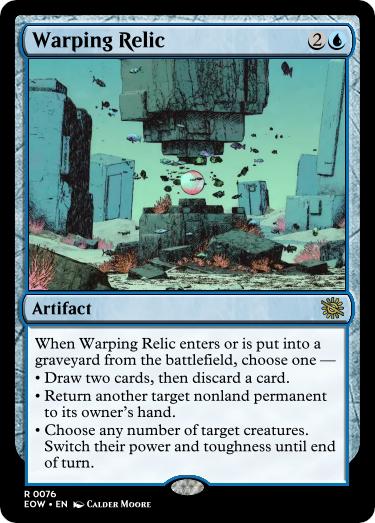 Warping Relic 2
Artifact
When Warping Relic enters or is put into a
graveyard from the battlefield, choose one —
• Draw two cards, then discard a card.
• Return another target nonland permanent
to its owner's hand.
• Choose any number of target creatures.
Switch their power and toughness until end
of turn.
R 0076
EOW • EN CALDER MOORE